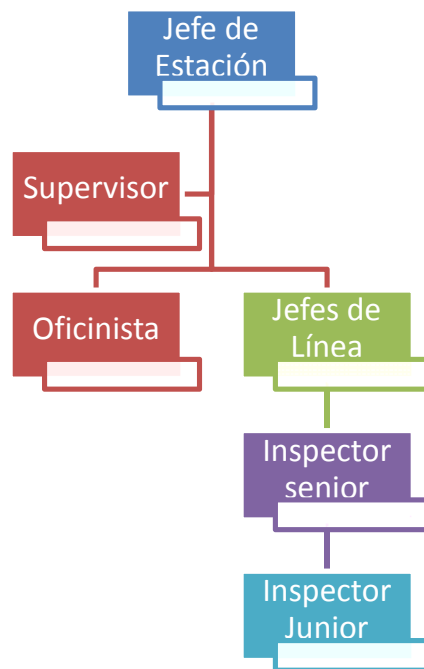 Jefe de
Estación
Supervisor
Oficinista
Jefes de
Línea
Inspector
senior
Inspector
Junior